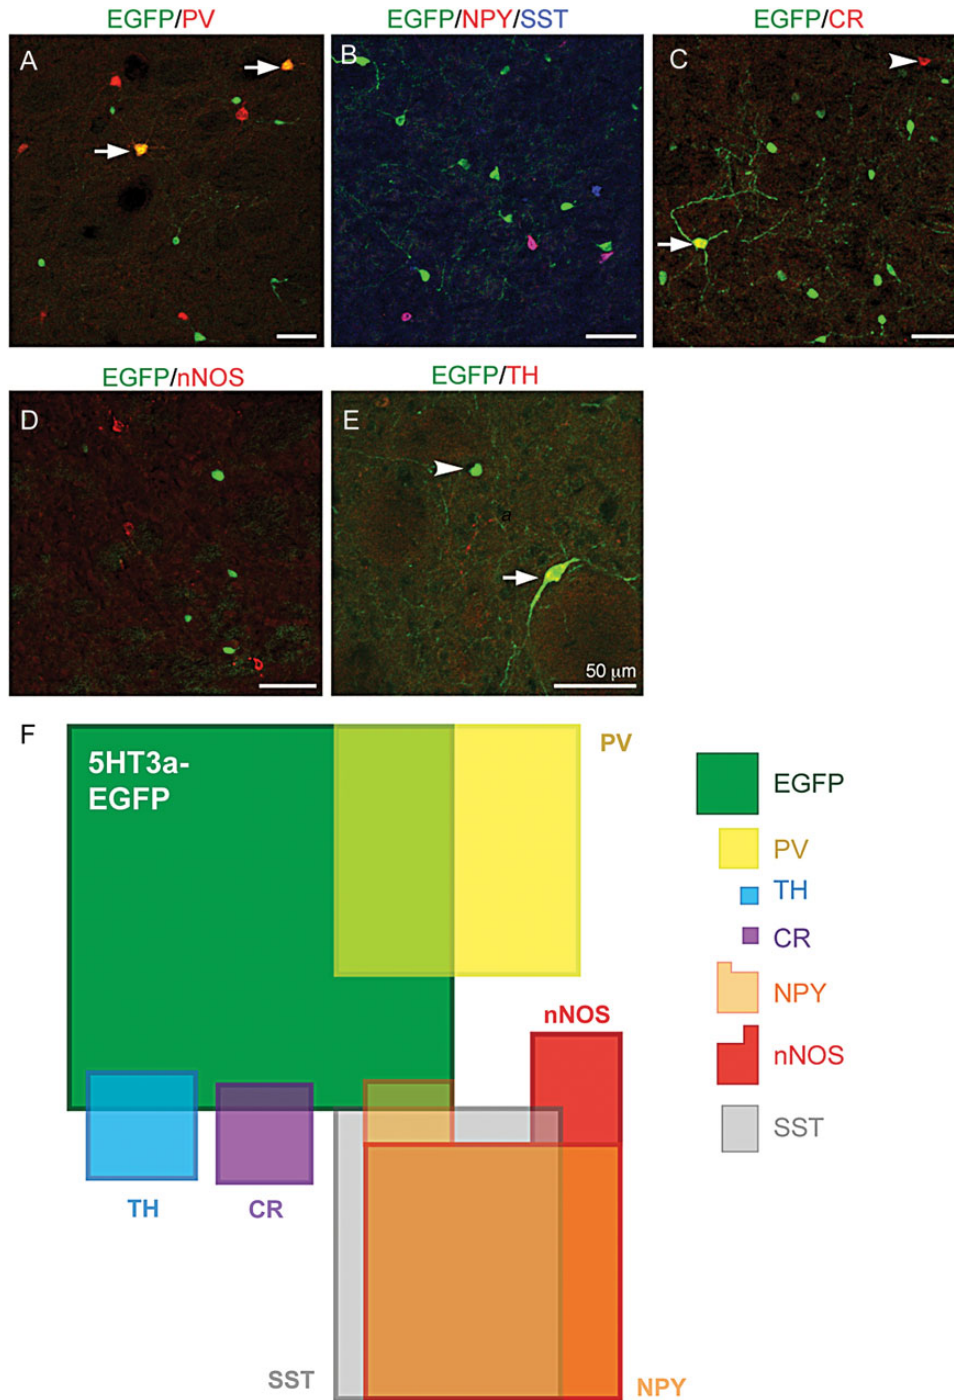 EGFP/PV
EGFP/NPY/SST
EGFP/CR
A
B
C
EGFP/nNOS
EGFP/TH
D
E
a
50 μm
F
5HT3a-
EGFP
PV
nNOS
TH
CR
SST
NPY
EGFP
PV
TH
CR
NPY
nNOS
SST